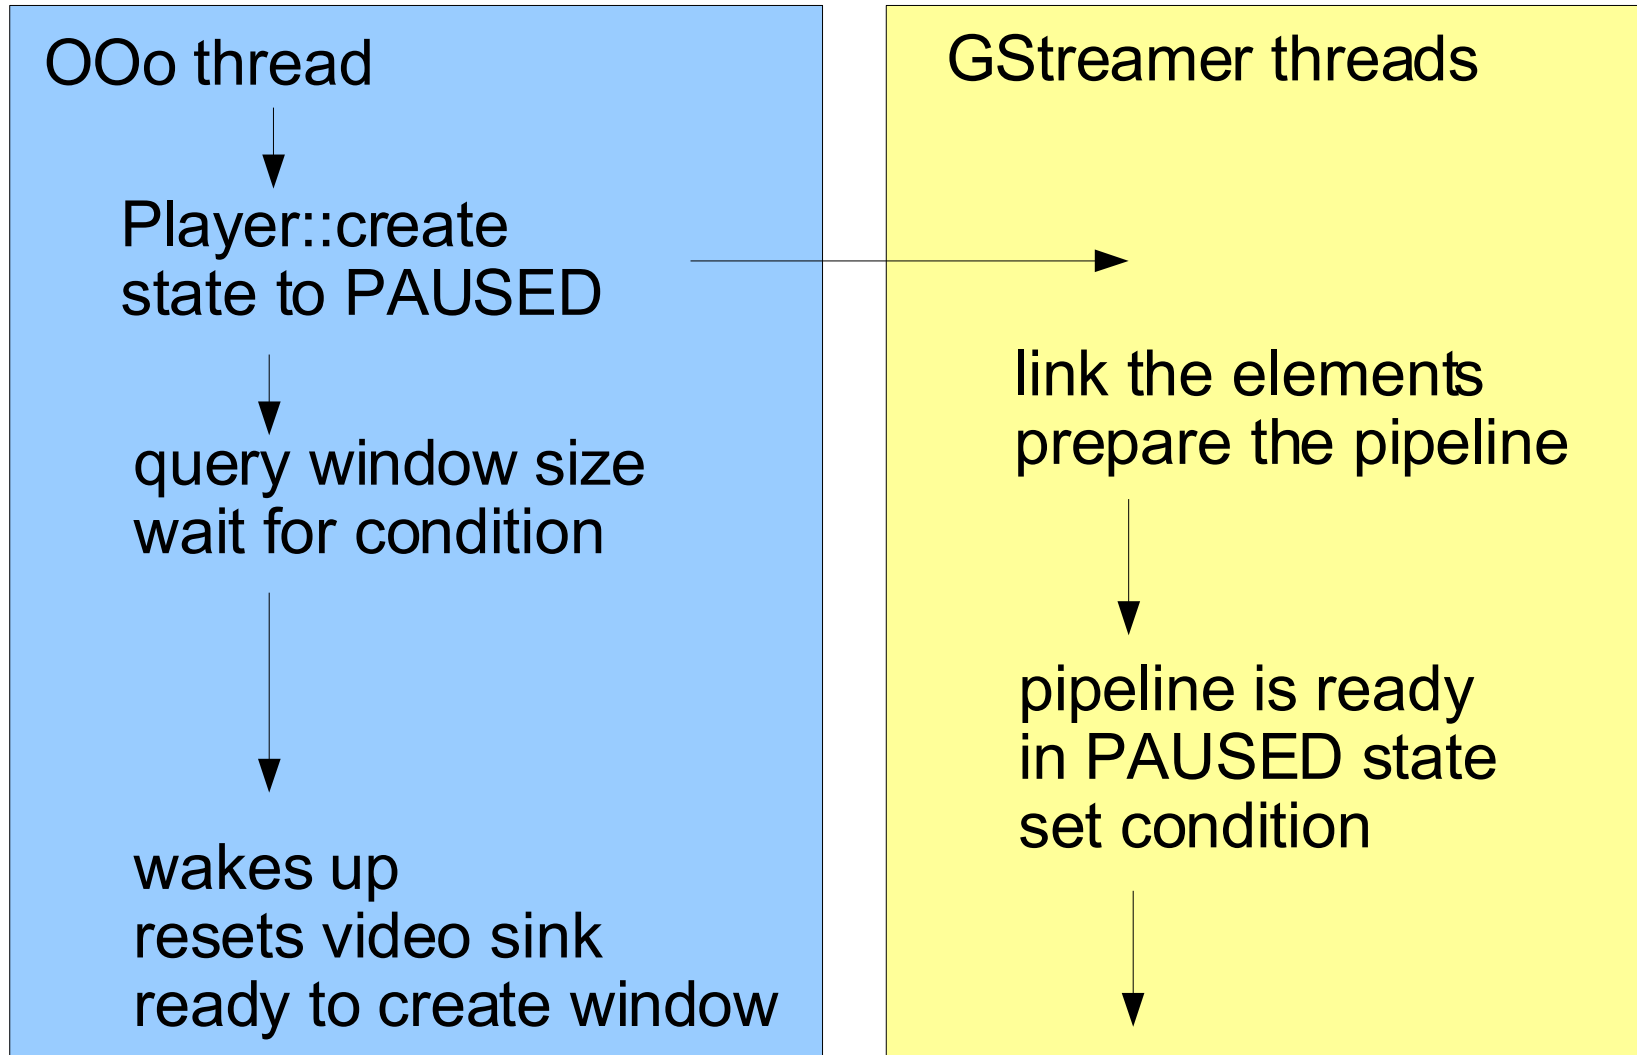 OOo thread
Player::create
state to PAUSED
query window size
wait for condition
wakes up
resets video sink
ready to create window
GStreamer threads
link the elements
prepare the pipeline
pipeline is ready
in PAUSED state
set condition